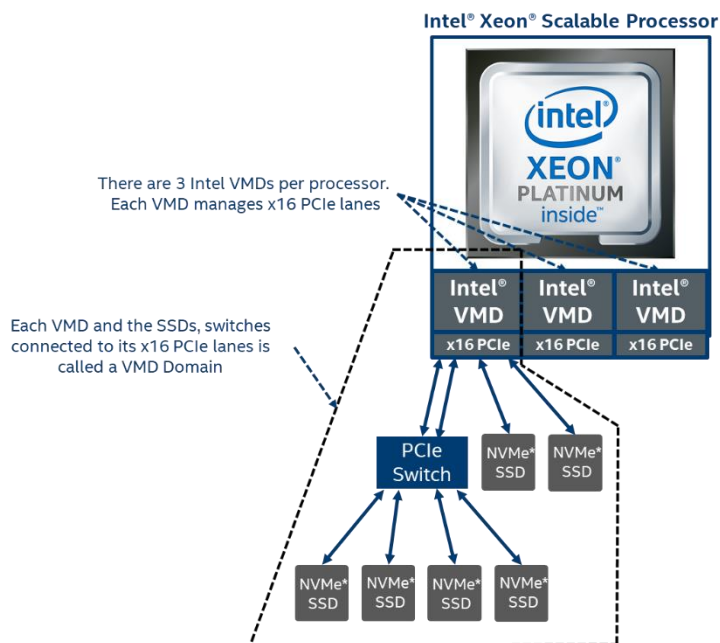 Intel® Xeon® Scalable Processor
intel®
XEON®
PLATINUM
inside™
There are 3 Intel VMDs per processor.
Each VMD manages x16 PCIe lanes
Intel®
VMD
x16 PCIe
Intel®
VMD
x16 PCIe
Intel®
VMD
x16 PCIe
Each VMD and the SSDs, switches
connected to its x16 PCIe lanes is
called a VMD Domain
PCIe
Switch
NVMe*
SSD
NVMe*
SSD
NVMe*
SSD
NVMe*
SSD
NVMe*
SSD
NVMe*
SSD